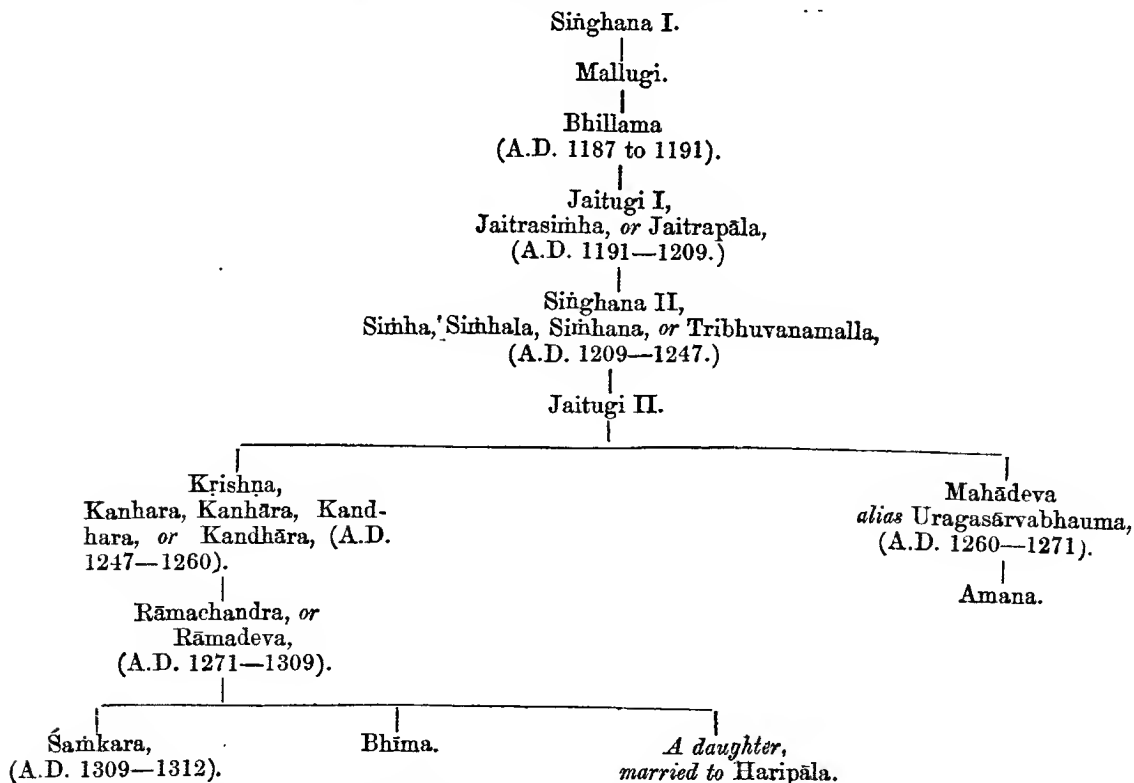 Siṅghana I.
Mallugi.
Bhillama
(A.D. 1187 to 1191).
Jaitugi I,
Jaitrasiṁha, or Jaitrapāla,
(A.D. 1191—1209.)
Siṅghana II,
Siṁha, Siṁhala, Siṁhana, or Tribhuvanamalla,
(A.D. 1209—1247.)
Jaitugi II.
Kṛishṇa,
Kanhara, Kanhāra, Kand-
hara, or Kandhāra, (A.D.
1247—1260).
Mahādeva
alias Uragasārvabhauma,
(A.D. 1260—1271).
Amana.
Rāmachandra, or
Rāmadeva,
(A.D. 1271—1309).
Śaṁkara,
(A.D. 1309—1312).
Bhīma.
A daughter,
married to Haripāla.